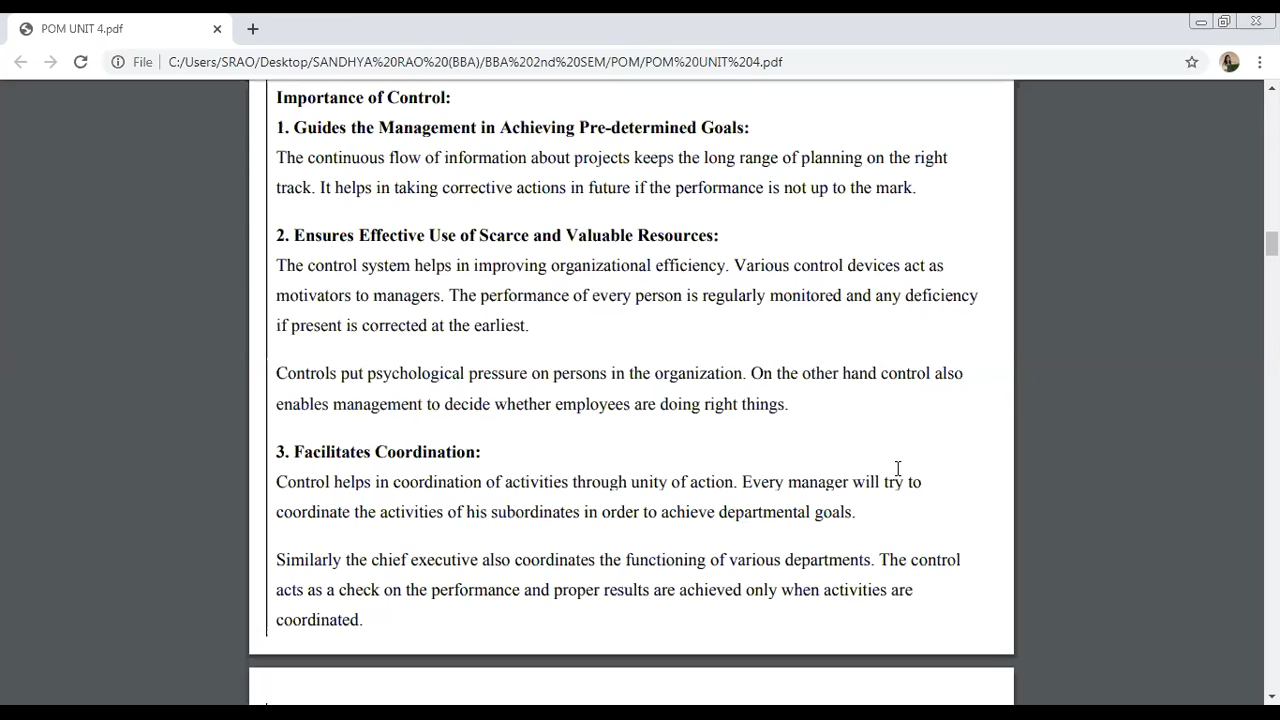 POM UNIT 4.pdf
File
C:/Users/SRAO/Desktop/SANDHYA%20RAO%20(BBA)/BBA%202nd%20SEM/POM/POM%20UNIT%204.pdf
Importance of Control:
1. Guides the Management in Achieving Pre-determined Goals:
The continuous flow of information about projects keeps the long range of planning on the right
track. It helps in taking corrective actions in future if the performance is not up to the mark.
2. Ensures Effective Use of Scarce and Valuable Resources:
The control system helps in improving organizational efficiency. Various control devices act as
motivators to managers. The performance of every person is regularly monitored and any deficiency
if present is corrected at the earliest.
Controls put psychological pressure on persons in the organization. On the other hand control also
enables management to decide whether employees are doing right things.
3. Facilitates Coordination:
Control helps in coordination of activities through unity of action. Every manager will try to
coordinate the activities of his subordinates in order to achieve departmental goals.
Similarly the chief executive also coordinates the functioning of various departments. The control
acts as a check on the performance and proper results are achieved only when activities are
coordinated.